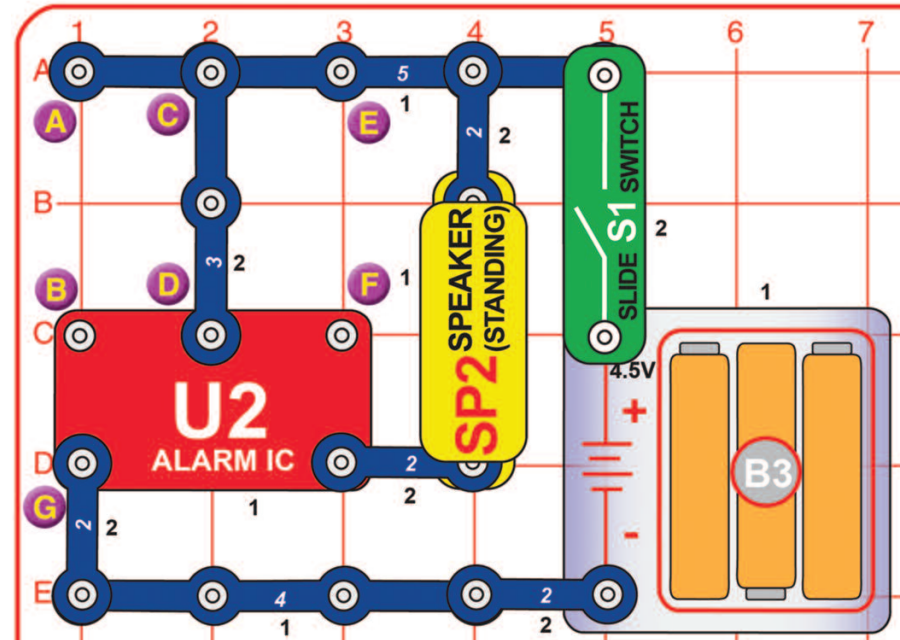 1 2 3 4 5 6 7
A
5
1
A C E
2 2
B
3 2
B D F 1
SPEAKER
(STANDING)
SP2
SLIDE S1 SWITCH
2
1
C
U2
ALARM IC
4.5V
+
B3
-
D
2
2
1
G
2 2
E
4
1
2
2